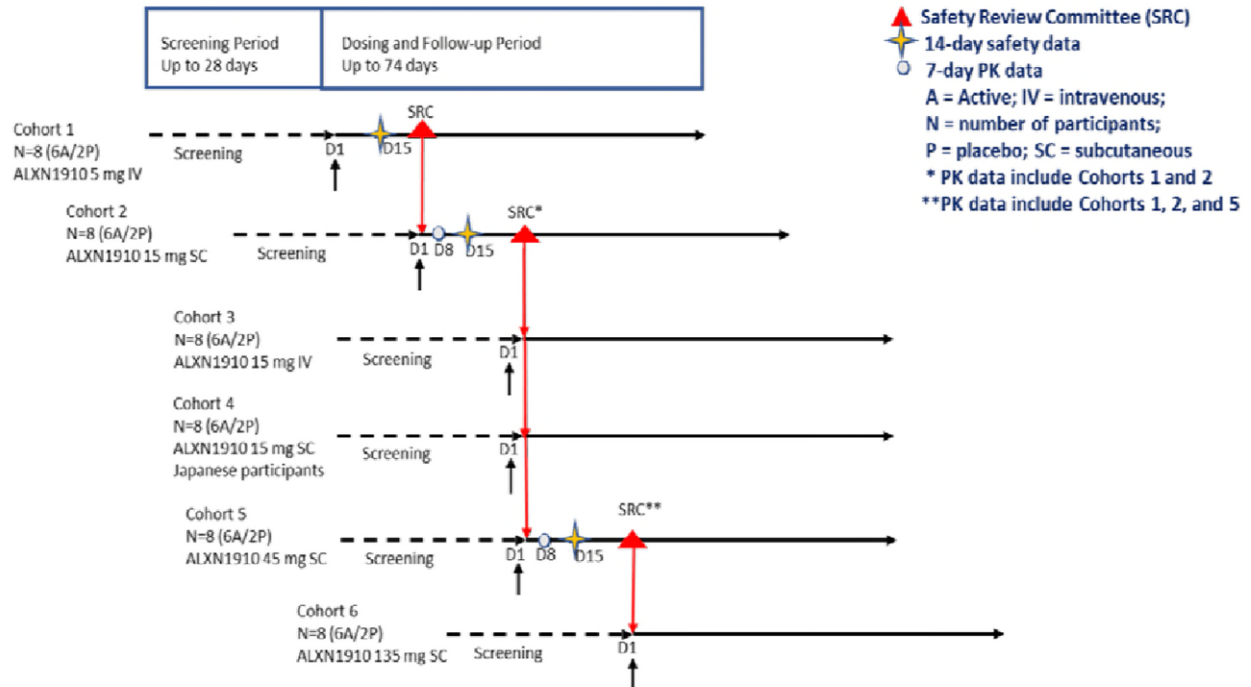 Screening Period
Up to 28 days
Dosing and Follow-up Period
Up to 74 days
Safety Review Committee (SRC)
14-day safety data
7-day PK data
A = Active; IV = intravenous;
N = number of participants;
P = placebo; SC = subcutaneous
* PK data include Cohorts 1 and 2
**PK data include Cohorts 1, 2, and 5
Cohort 1
N=8 (6A/2P)
ALXN1910 5 mg IV
Screening
D1
D15
SRC
Cohort 2
N=8 (6A/2P)
ALXN1910 15 mg SC
Screening
D1
D8
D15
SRC*
Cohort 3
N=8 (6A/2P)
ALXN1910 15 mg IV
Screening
D1
Cohort 4
N=8 (6A/2P)
ALXN1910 15 mg SC
Japanese participants
Screening
D1
Cohort 5
N=8 (6A/2P)
ALXN1910 45 mg SC
Screening
D1
D8
D15
SRC**
Cohort 6
N=8 (6A/2P)
ALXN1910 135 mg SC
Screening
D1